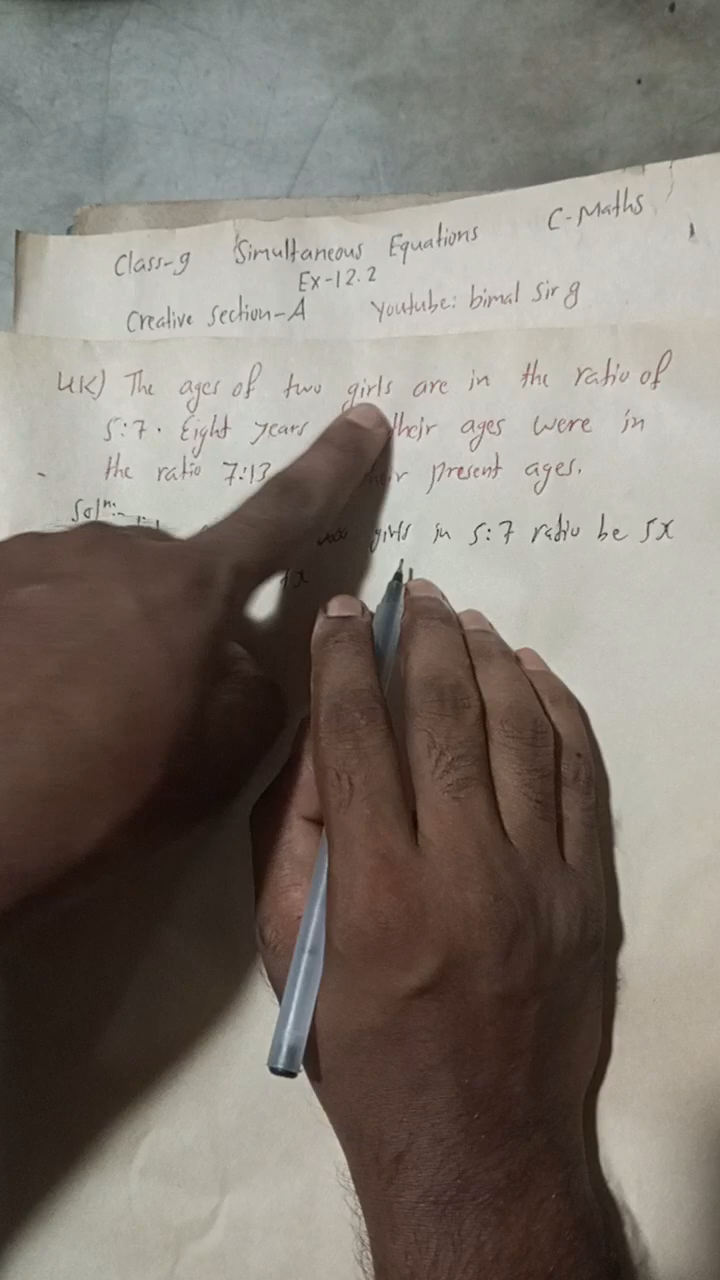 Class-9 Simultaneous Equations C-Maths
Ex-12.2
Creative Section-A Youtube: bimal sir g
4K) The ages of two girls are in the ratio of
5:7. Eight years their ages were in
the ratio 7:13 present ages.
Soln:
girls in 5:7 ratio be 5x
7x